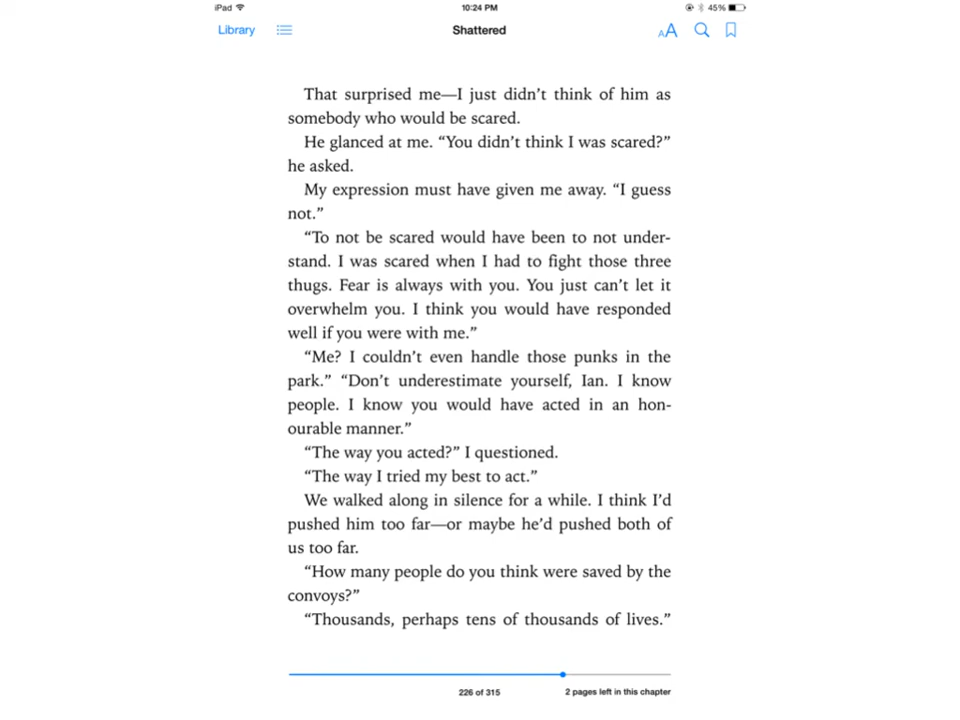 iPad 10:24 PM 45%
Library Shattered AA
That surprised me—I just didn’t think of him as
somebody who would be scared.
He glanced at me. “You didn’t think I was scared?”
he asked.
My expression must have given me away. “I guess
not.”
“To not be scared would have been to not under-
stand. I was scared when I had to fight those three
thugs. Fear is always with you. You just can’t let it
overwhelm you. I think you would have responded
well if you were with me.”
“Me? I couldn’t even handle those punks in the
park.” “Don’t underestimate yourself, Ian. I know
people. I know you would have acted in an hon-
ourable manner.”
“The way you acted?” I questioned.
“The way I tried my best to act.”
We walked along in silence for a while. I think I’d
pushed him too far—or maybe he’d pushed both of
us too far.
“How many people do you think were saved by the
convoys?”
“Thousands, perhaps tens of thousands of lives.”
226 of 315 2 pages left in this chapter